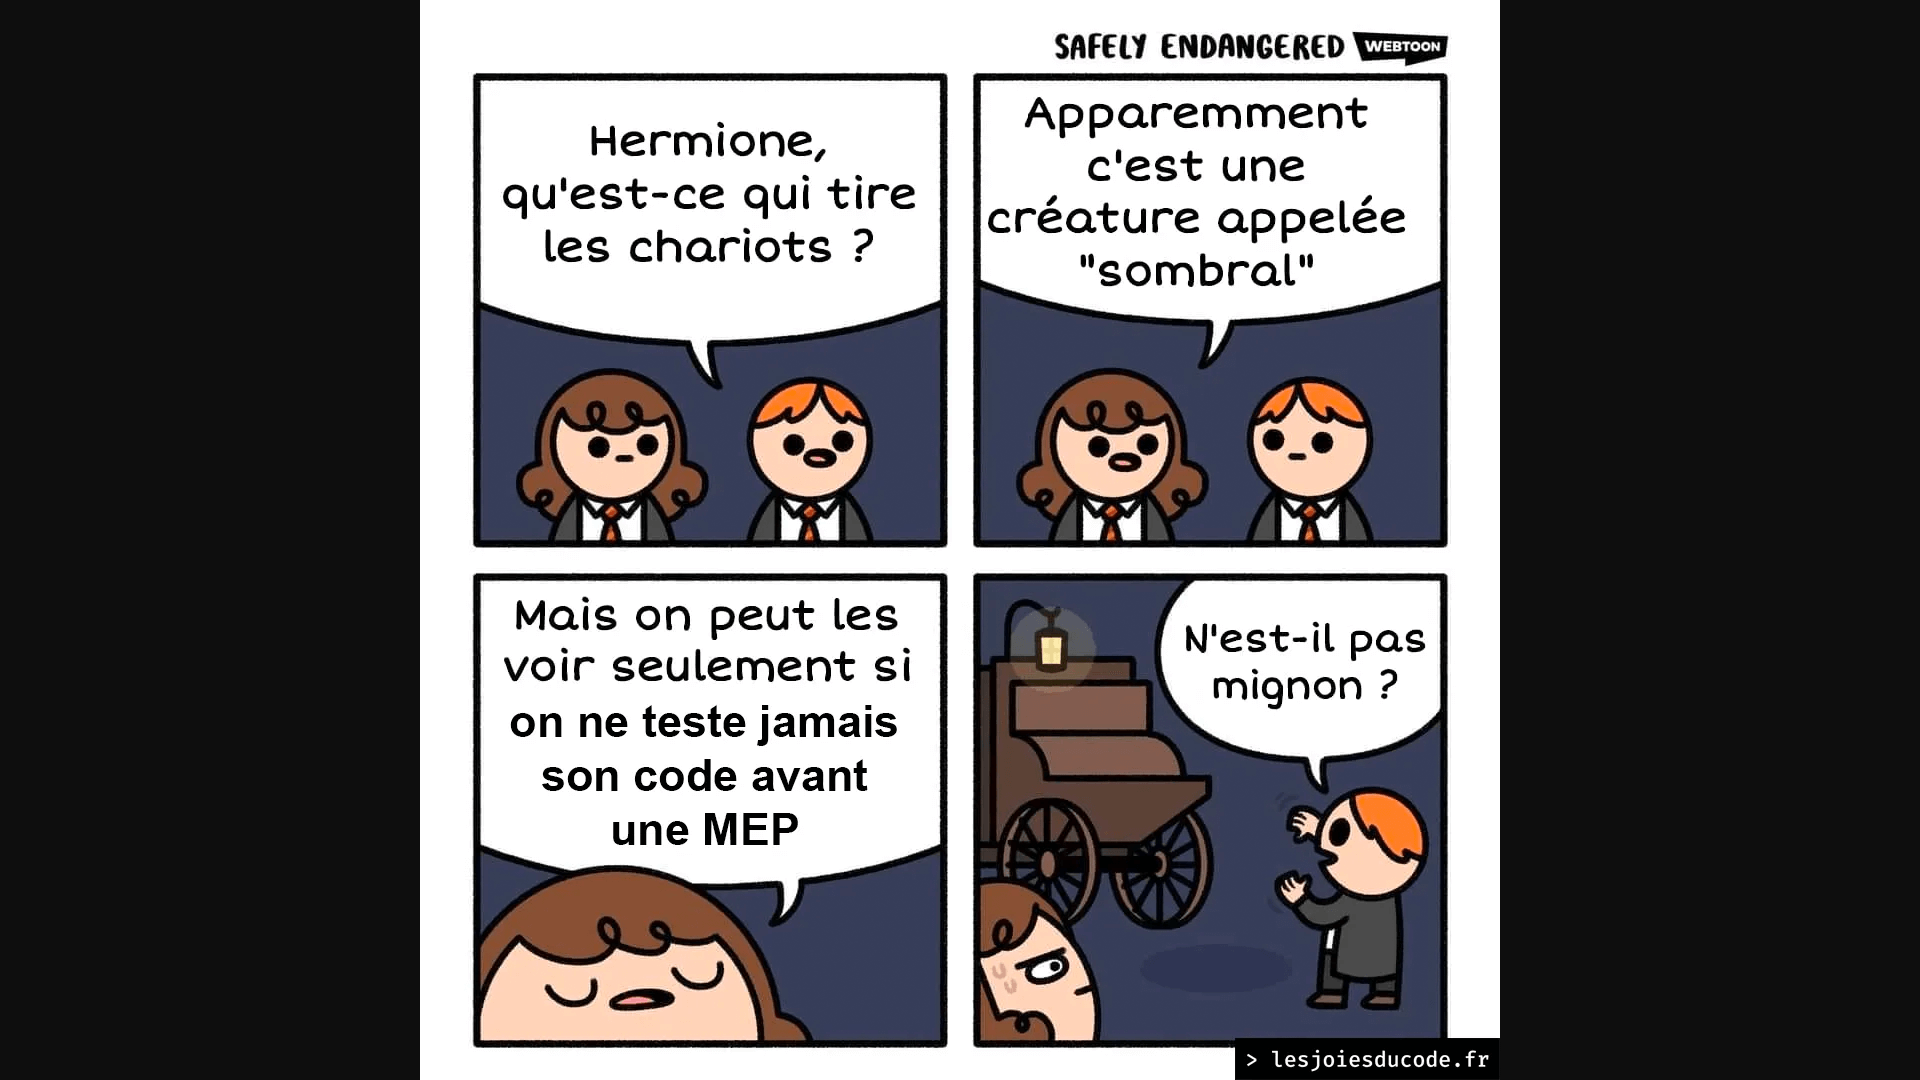 SAFELY ENDANGERED WEBTOON
Hermione,
qu'est-ce qui tire
les chariots ?
Apparemment
c'est une
créature appelée
"sombral"
Mais on peut les
voir seulement si
on ne teste jamais
son code avant
une MEP
N'est-il pas
mignon ?
> lesjoiesducode.fr